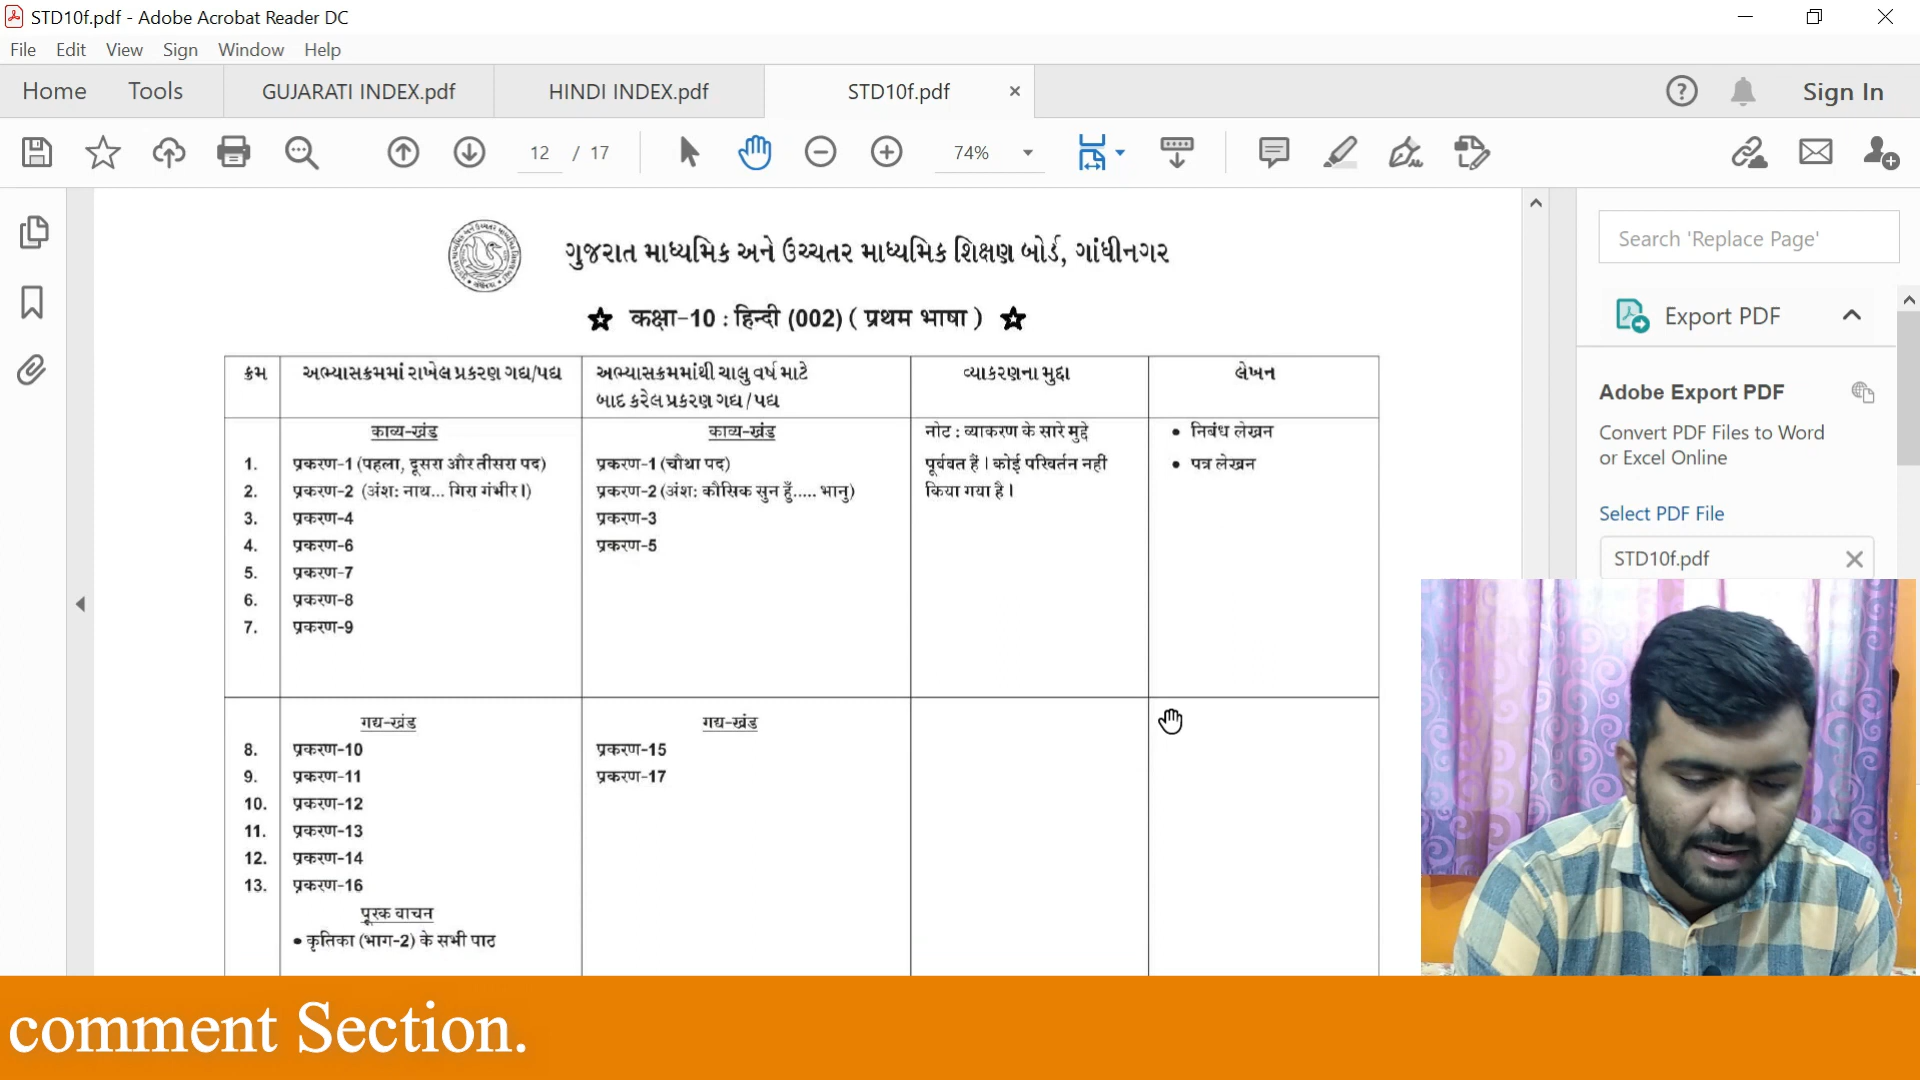 STD10f.pdf - Adobe Acrobat Reader DC
File Edit View Sign Window Help
Home Tools GUJARATI INDEX.pdf HINDI INDEX.pdf STD10f.pdf × Sign In
12 / 17 74%
ગુજરાત માધ્યમિક અને ઉચ્ચતર માધ્યમિક શિક્ષણ બોર્ડ, ગાંધીનગર
कक्षा-10 : हिन्दी (002) ( प्रथम भाषा )
ક્રમ અભ્યાસક્રમમાં રાખેલ પ્રકરણ ગદ્ય/પદ્ય અભ્યાસક્રમમાંથી ચાલુ વર્ષ માટે વ્યાકરણના મુદ્દા લેખન
બાદ કરેલ પ્રકરણ ગદ્ય/પદ્ય
काव्य-खंड काव्य-खंड नोट : व्याकरण के सारे मुद्दे • निबंध लेखन
1. प्रकरण-1 (पहला, दूसरा और तीसरा पद) प्रकरण-1 (चौथा पद) पूर्ववत हैं । कोई परिवर्तन नही • पत्र लेखन
2. प्रकरण-2 (अंश: नाथ... गिरा गंभीर।) प्रकरण-2 (अंश: कौसिक सुन हुँ..... भानु) किया गया है ।
3. प्रकरण-4 प्रकरण-3
4. प्रकरण-6 प्रकरण-5
5. प्रकरण-7
6. प्रकरण-8
7. प्रकरण-9
गद्य-खंड गद्य-खंड
8. प्रकरण-10 प्रकरण-15
9. प्रकरण-11 प्रकरण-17
10. प्रकरण-12
11. प्रकरण-13
12. प्रकरण-14
13. प्रकरण-16
पूरक वाचन
• कृतिका (भाग-2) के सभी पाठ
Search 'Replace Page'
Export PDF
Adobe Export PDF
Convert PDF Files to Word
or Excel Online
Select PDF File
STD10f.pdf
comment Section.